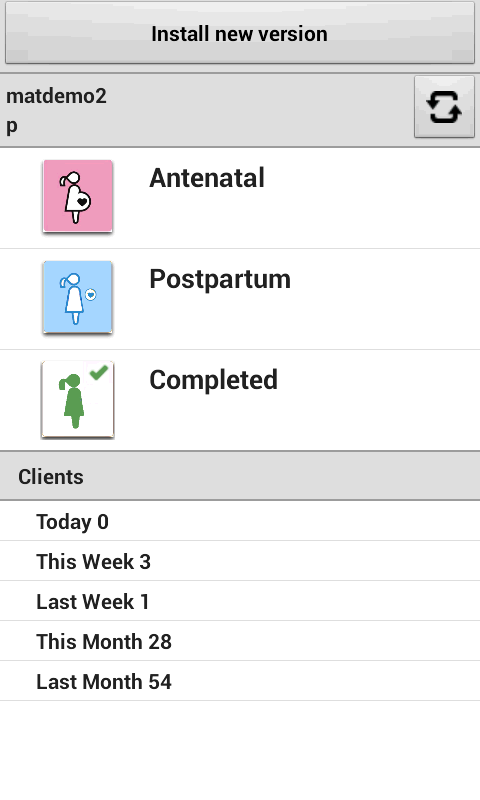 Install new version
matdemo2
p
Antenatal
Postpartum
Completed
Clients
Today 0
This Week 3
Last Week 1
This Month 28
Last Month 54